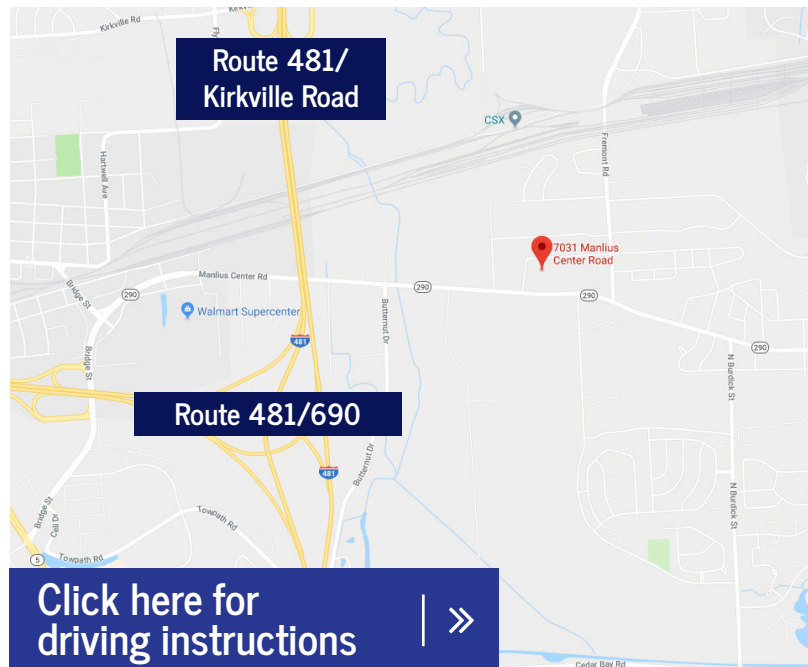 Kirkville Rd
Kirkville
Fly
Route 481/
Kirkville Road
CSX
Fremont Rd
Hartwell Ave
7031 Manlius
Center Road
Manlius Center Rd
Bridge St
290
290
290
Walmart Supercenter
Butternut Dr
481
290
Bridge St
N Burdick St
Route 481/690
481
Butternut Dr
N Burdick St
Towpath Rd
Bridge St
Cell Dr
5
Towpath Rd
Click here for
driving instructions
Cedar Bay Rd